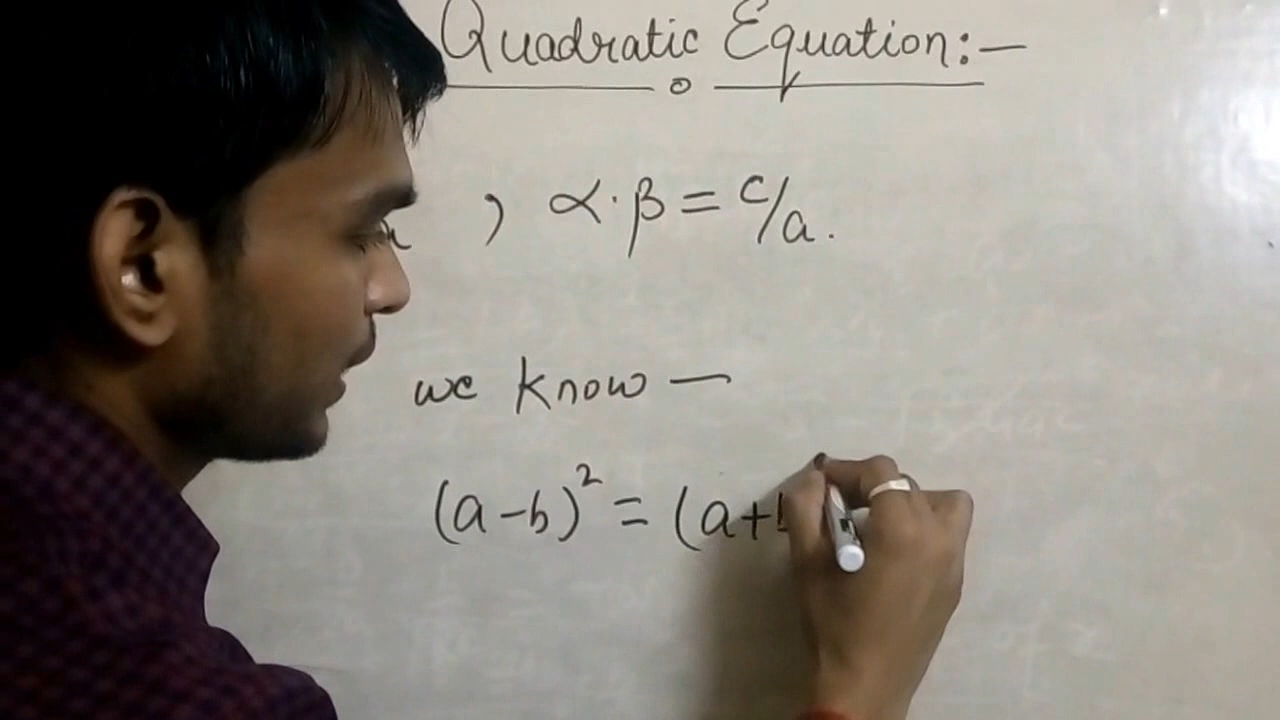 Quadratic Equation:—
, α·β = c/a.
we know —
(a-b)² = (a+